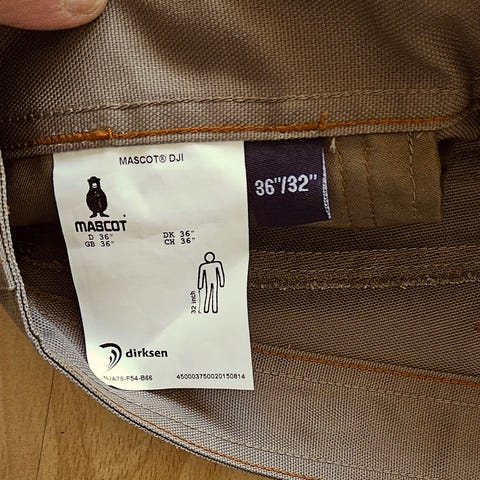 MASCOT® DJI
36"/32"
MASCOT®
D 36" DK 36"
GB 36" CH 36"
32 inch
dirksen
450003750020150814